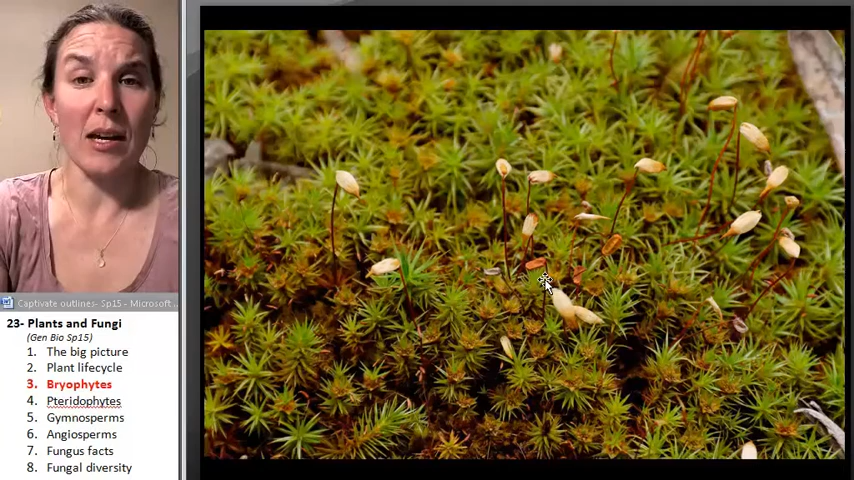 Captivate outlines- Sp15 - Microsoft ...
23- Plants and Fungi
(Gen Bio Sp15)
1. The big picture
2. Plant lifecycle
3. Bryophytes
4. Pteridophytes
5. Gymnosperms
6. Angiosperms
7. Fungus facts
8. Fungal diversity